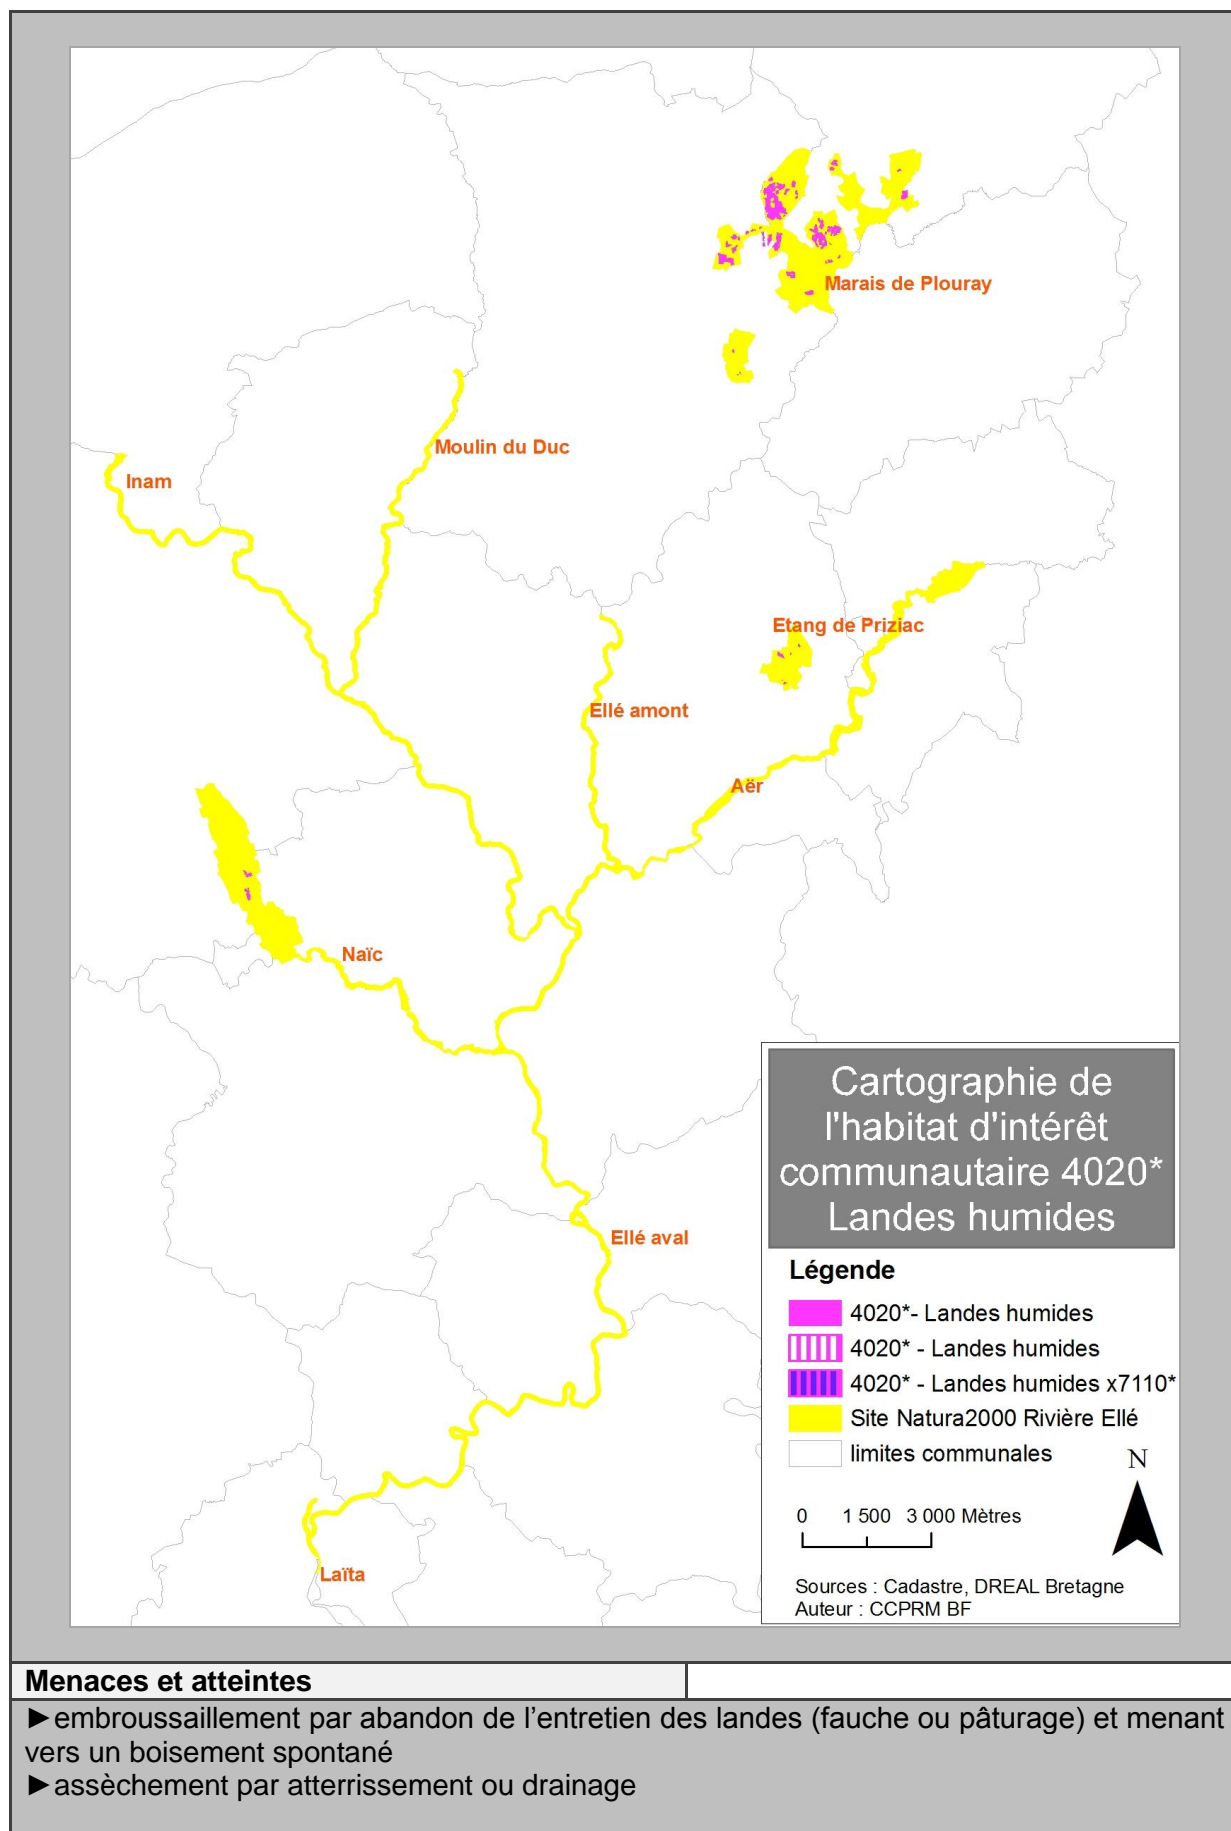 Marais de Plouray
Moulin du Duc
Inam
Etang de Priziac
Ellé amont
Aër
Naïc
Ellé aval
Laïta
Cartographie de
l'habitat d'intérêt
communautaire 4020*
Landes humides
Légende
4020*- Landes humides
4020* - Landes humides
4020* - Landes humides x7110*
Site Natura2000 Rivière Ellé
limites communales
N
0 1 500 3 000 Mètres
Sources : Cadastre, DREAL Bretagne
Auteur : CCPRM BF
Menaces et atteintes
►embroussaillement par abandon de l’entretien des landes (fauche ou pâturage) et menant
vers un boisement spontané
►assèchement par atterrissement ou drainage